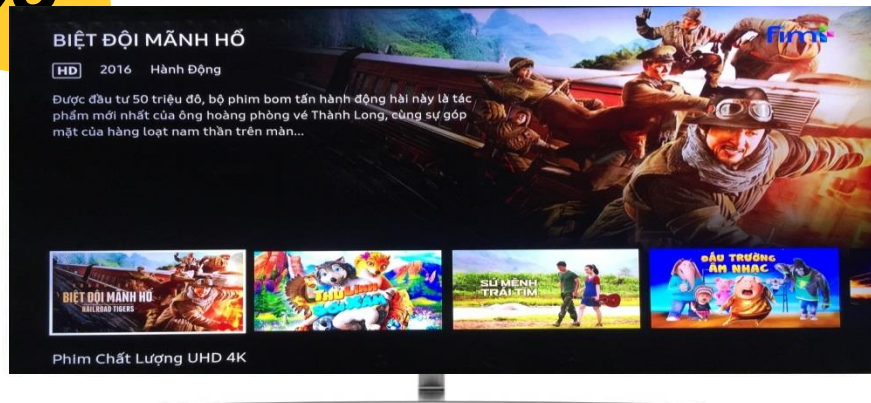 BIỆT ĐỘI MÃNH HỔ
HD 2016 Hành Động
Được đầu tư 50 triệu đô, bộ phim bom tấn hành động hài này là tác
phẩm mới nhất của ông hoàng phòng vé Thành Long, cùng sự góp
mặt của hàng loạt nam thần trên màn...
BIỆT ĐỘI MÃNH HỔ
RAILROAD TIGERS
SỨ MỆNH
TRÁI TIM
ĐẤU TRƯỜNG
ÂM NHẠC
Phim Chất Lượng UHD 4K